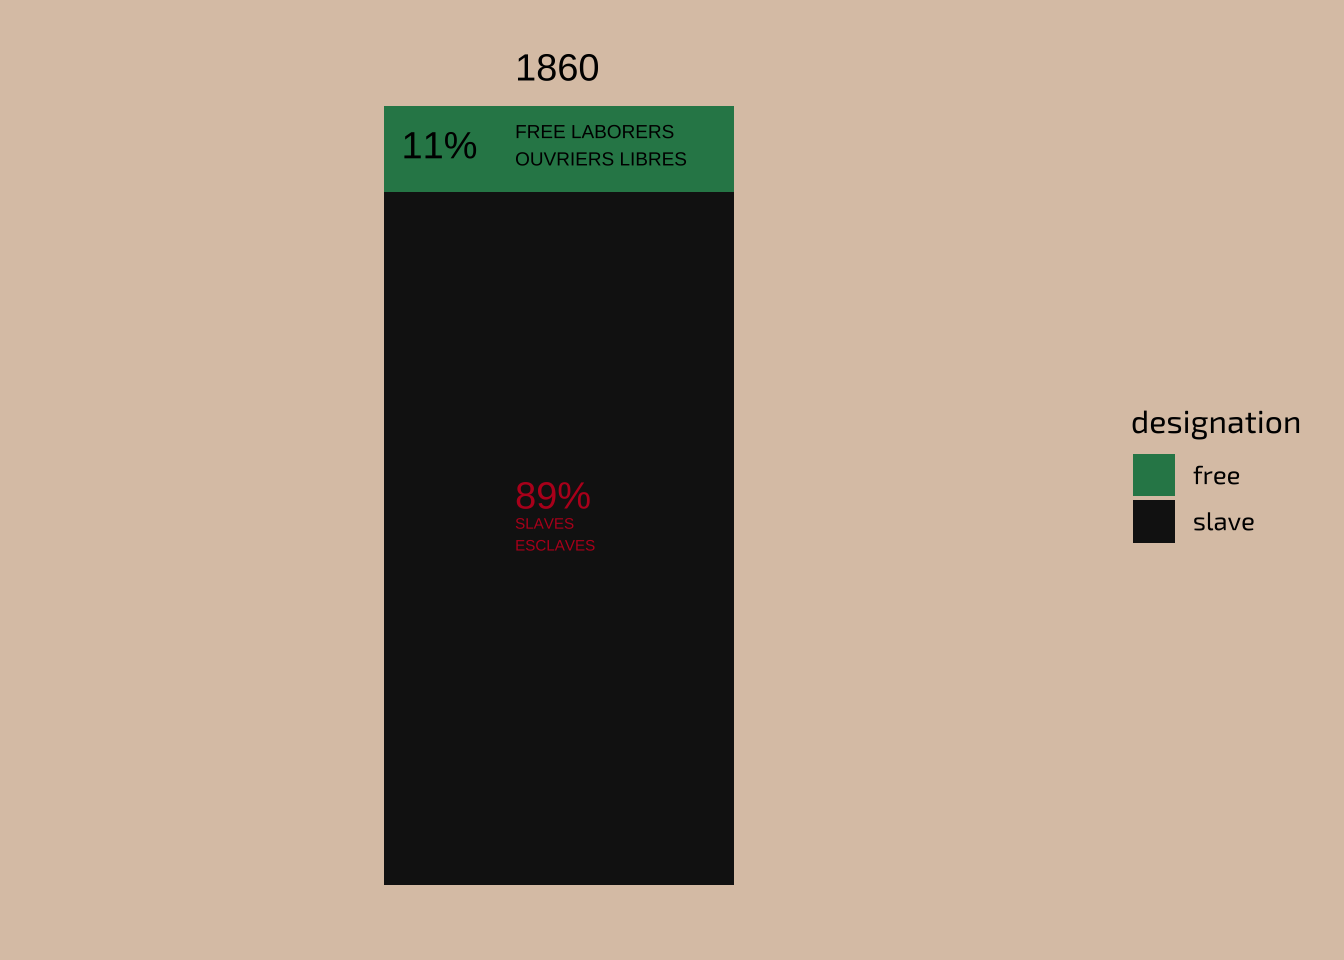 1860
11%
FREE LABORERS
OUVRIERS LIBRES
89%
SLAVES
ESCLAVES
designation
free
slave